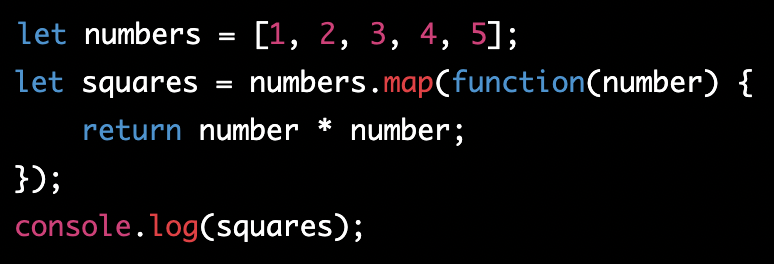 let numbers = [1, 2, 3, 4, 5];
let squares = numbers.map(function(number) {
    return number * number;
});
console.log(squares);